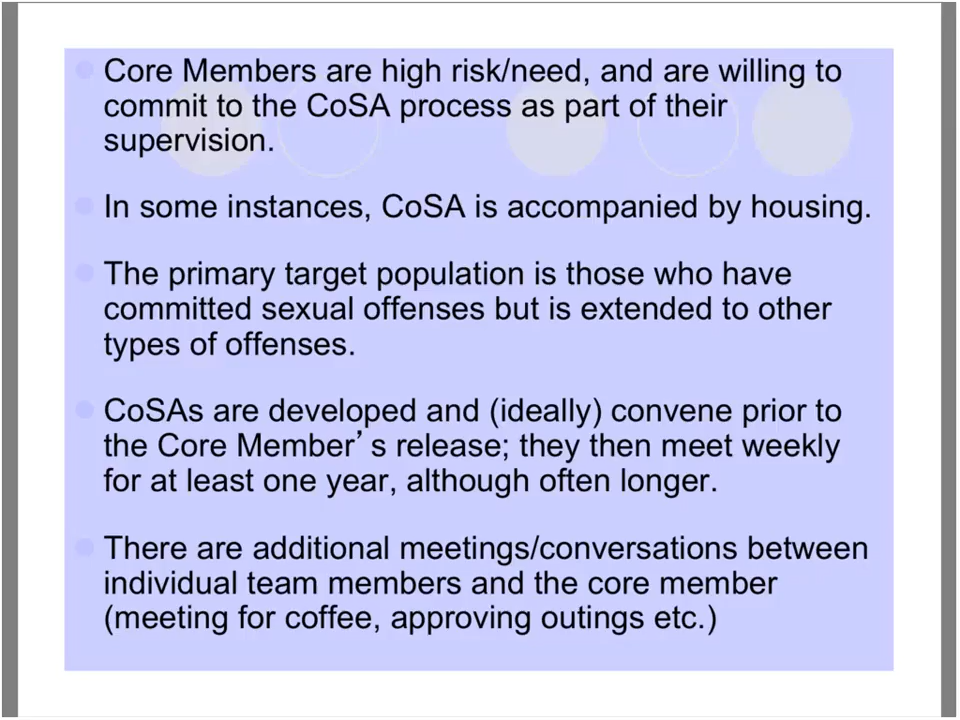 Core Members are high risk/need, and are willing to
commit to the CoSA process as part of their
supervision.
In some instances, CoSA is accompanied by housing.
The primary target population is those who have
committed sexual offenses but is extended to other
types of offenses.
CoSAs are developed and (ideally) convene prior to
the Core Member’s release; they then meet weekly
for at least one year, although often longer.
There are additional meetings/conversations between
individual team members and the core member
(meeting for coffee, approving outings etc.)